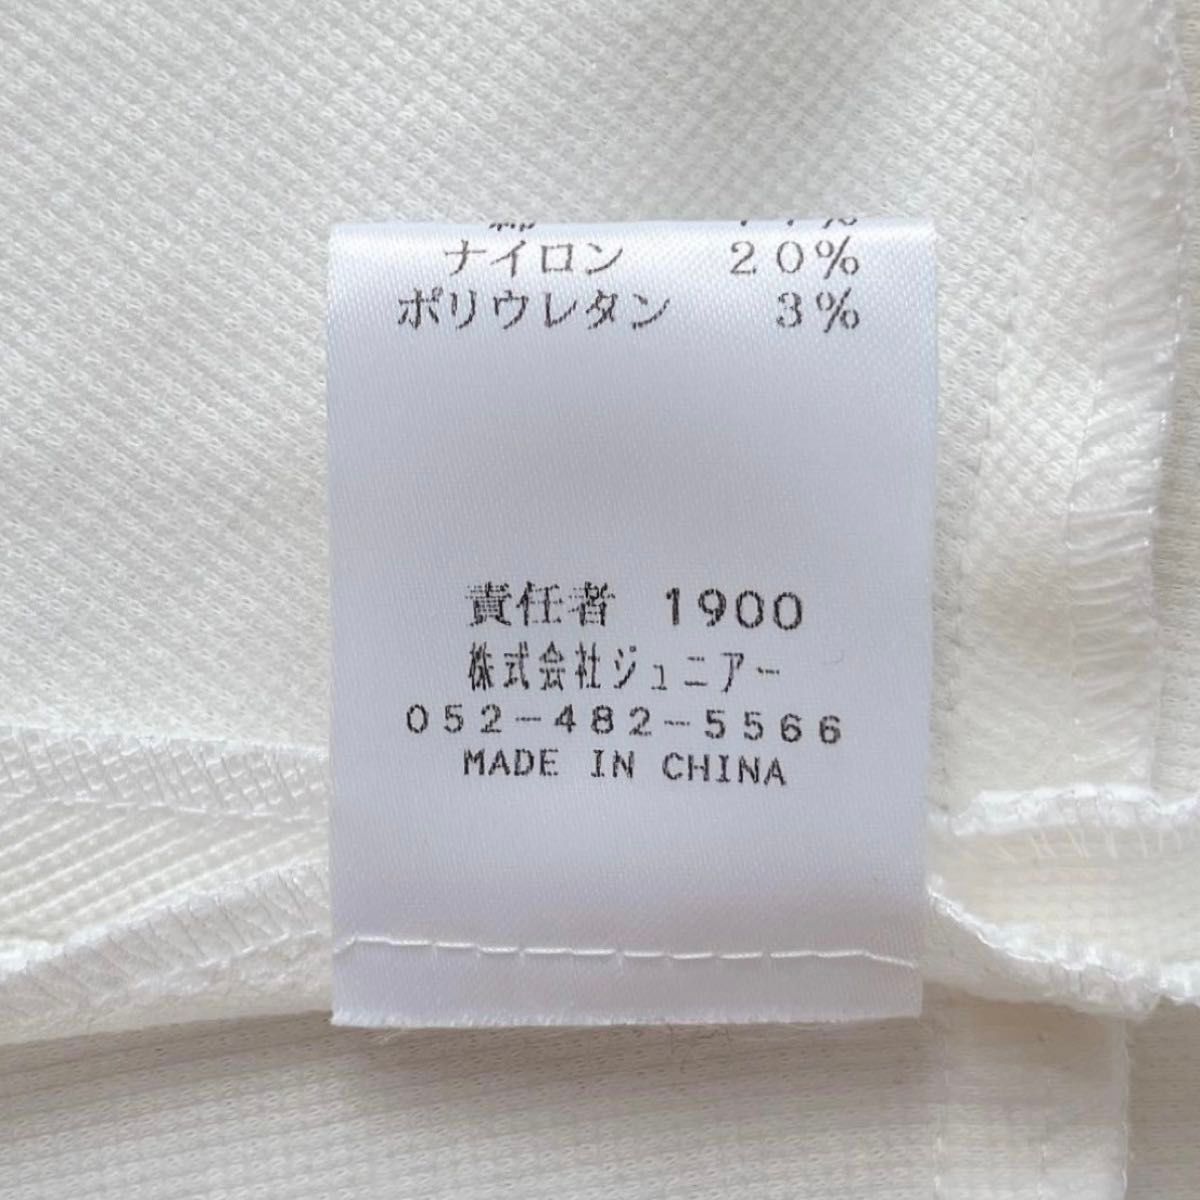 ナイロン 20%
ポリウレタン 3%
責任者 1900
株式会社ジュニアー
052-482-5566
MADE IN CHINA